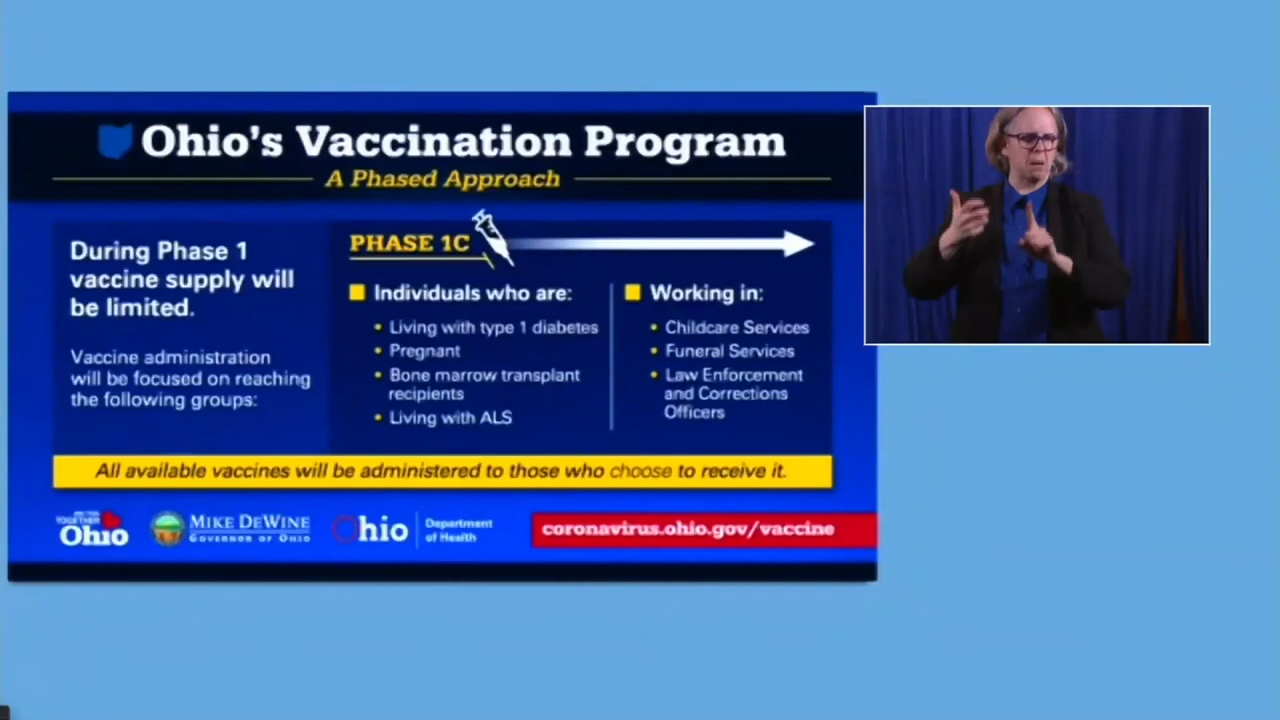 Ohio's Vaccination Program
A Phased Approach
During Phase 1
vaccine supply will
be limited.
Vaccine administration
will be focused on reaching
the following groups:
PHASE 1C
Individuals who are:
Living with type 1 diabetes
Pregnant
Bone marrow transplant
recipients
Living with ALS
Working in:
Childcare Services
Funeral Services
Law Enforcement
and Corrections
Officers
All available vaccines will be administered to those who choose to receive it.
TOGETHER
Ohio
MIKE DEWINE
GOVERNOR OF OHIO
Ohio
Department
of Health
coronavirus.ohio.gov/vaccine